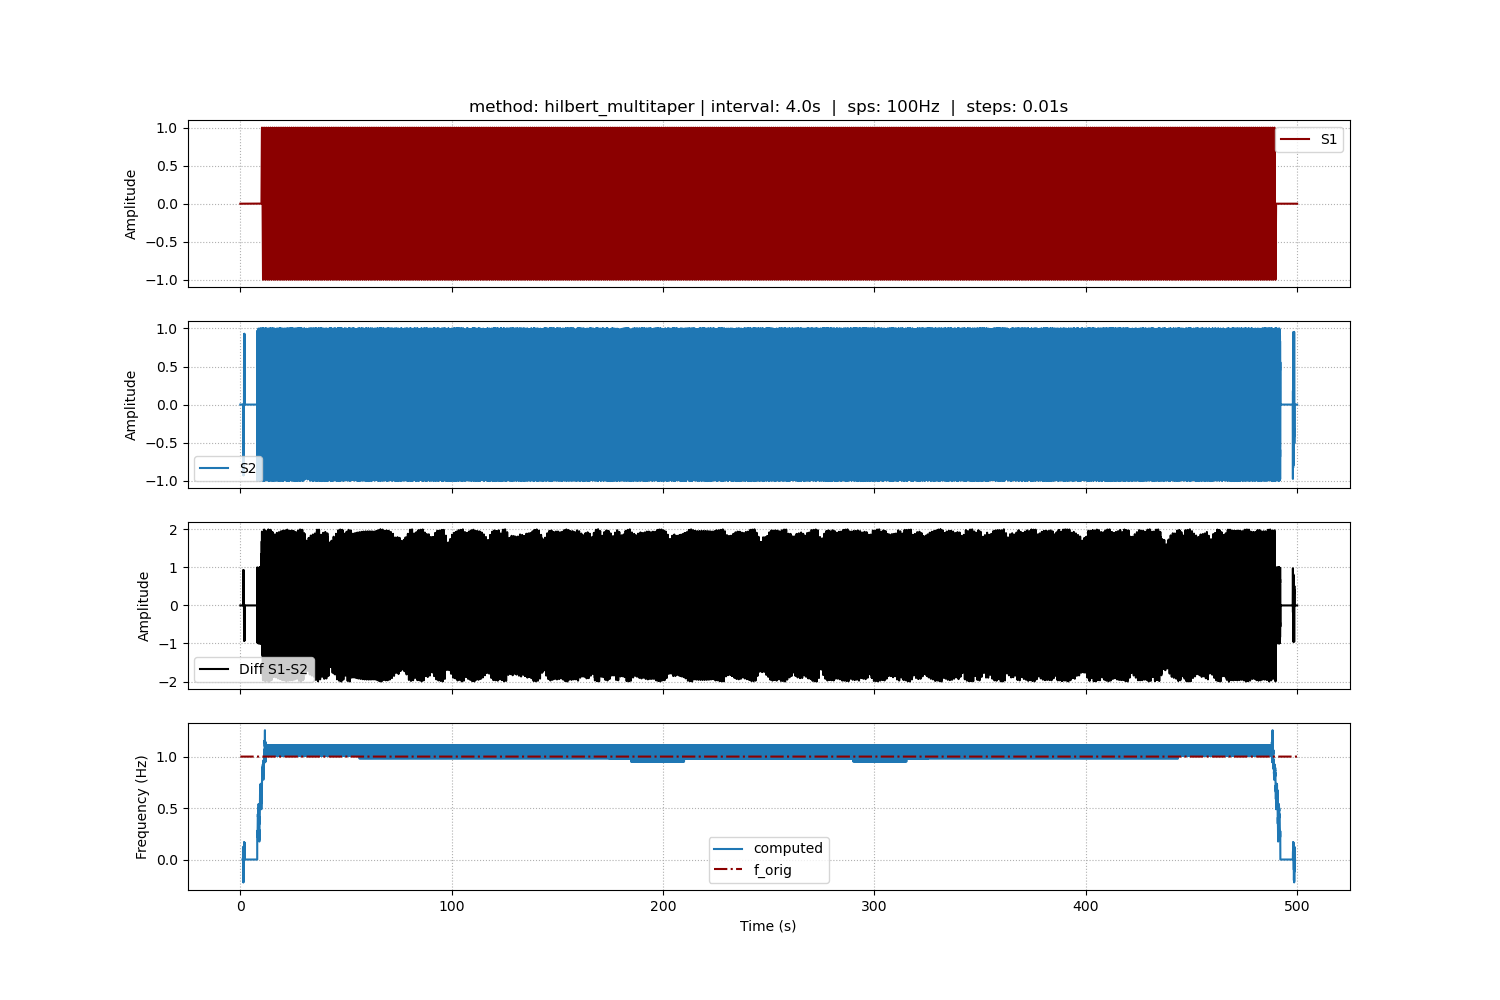 method: hilbert_multitaper | interval: 4.0s | sps: 100Hz | steps: 0.01s
1.0
0.5
0.0
−0.5
−1.0
Amplitude
S1
1.0
0.5
0.0
−0.5
−1.0
Amplitude
S2
2
1
0
−1
−2
Amplitude
Diff S1-S2
1.0
0.5
0.0
Frequency (Hz)
computed
f_orig
0 100 200 300 400 500
Time (s)